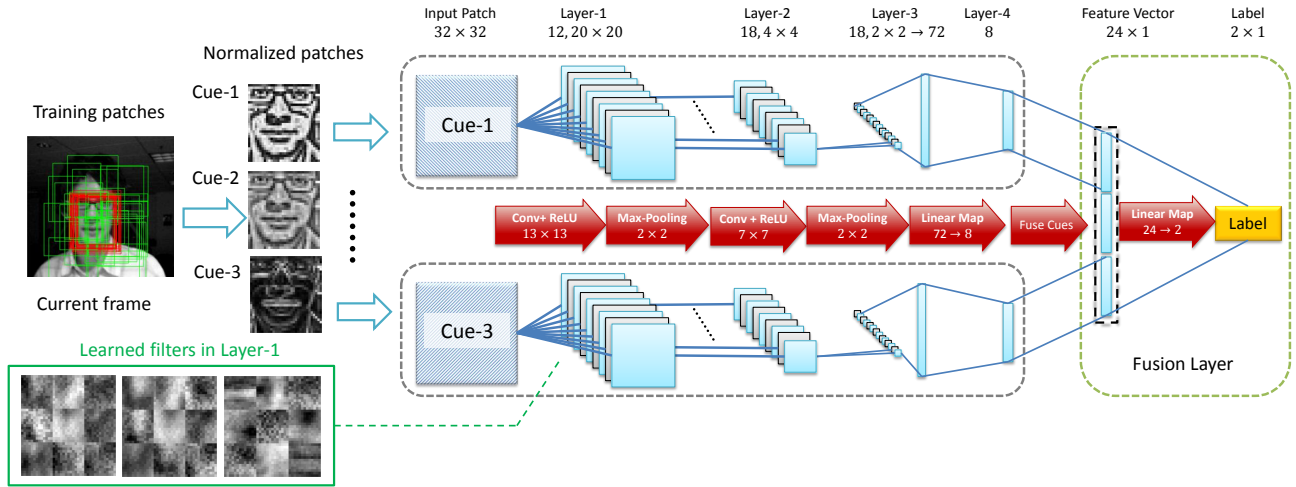 Input Patch
32 × 32
Layer-1
12, 20 × 20
Layer-2
18, 4 × 4
Layer-3
18, 2 × 2 → 72
Layer-4
8
Feature Vector
24 × 1
Label
2 × 1
Normalized patches
Training patches
Current frame
Cue-1
Cue-2
Cue-3
Cue-1
Conv+ ReLU
13 × 13
Max-Pooling
2 × 2
Conv + ReLU
7 × 7
Max-Pooling
2 × 2
Linear Map
72 → 8
Fuse Cues
Linear Map
24 → 2
Label
Cue-3
Fusion Layer
Learned filters in Layer-1